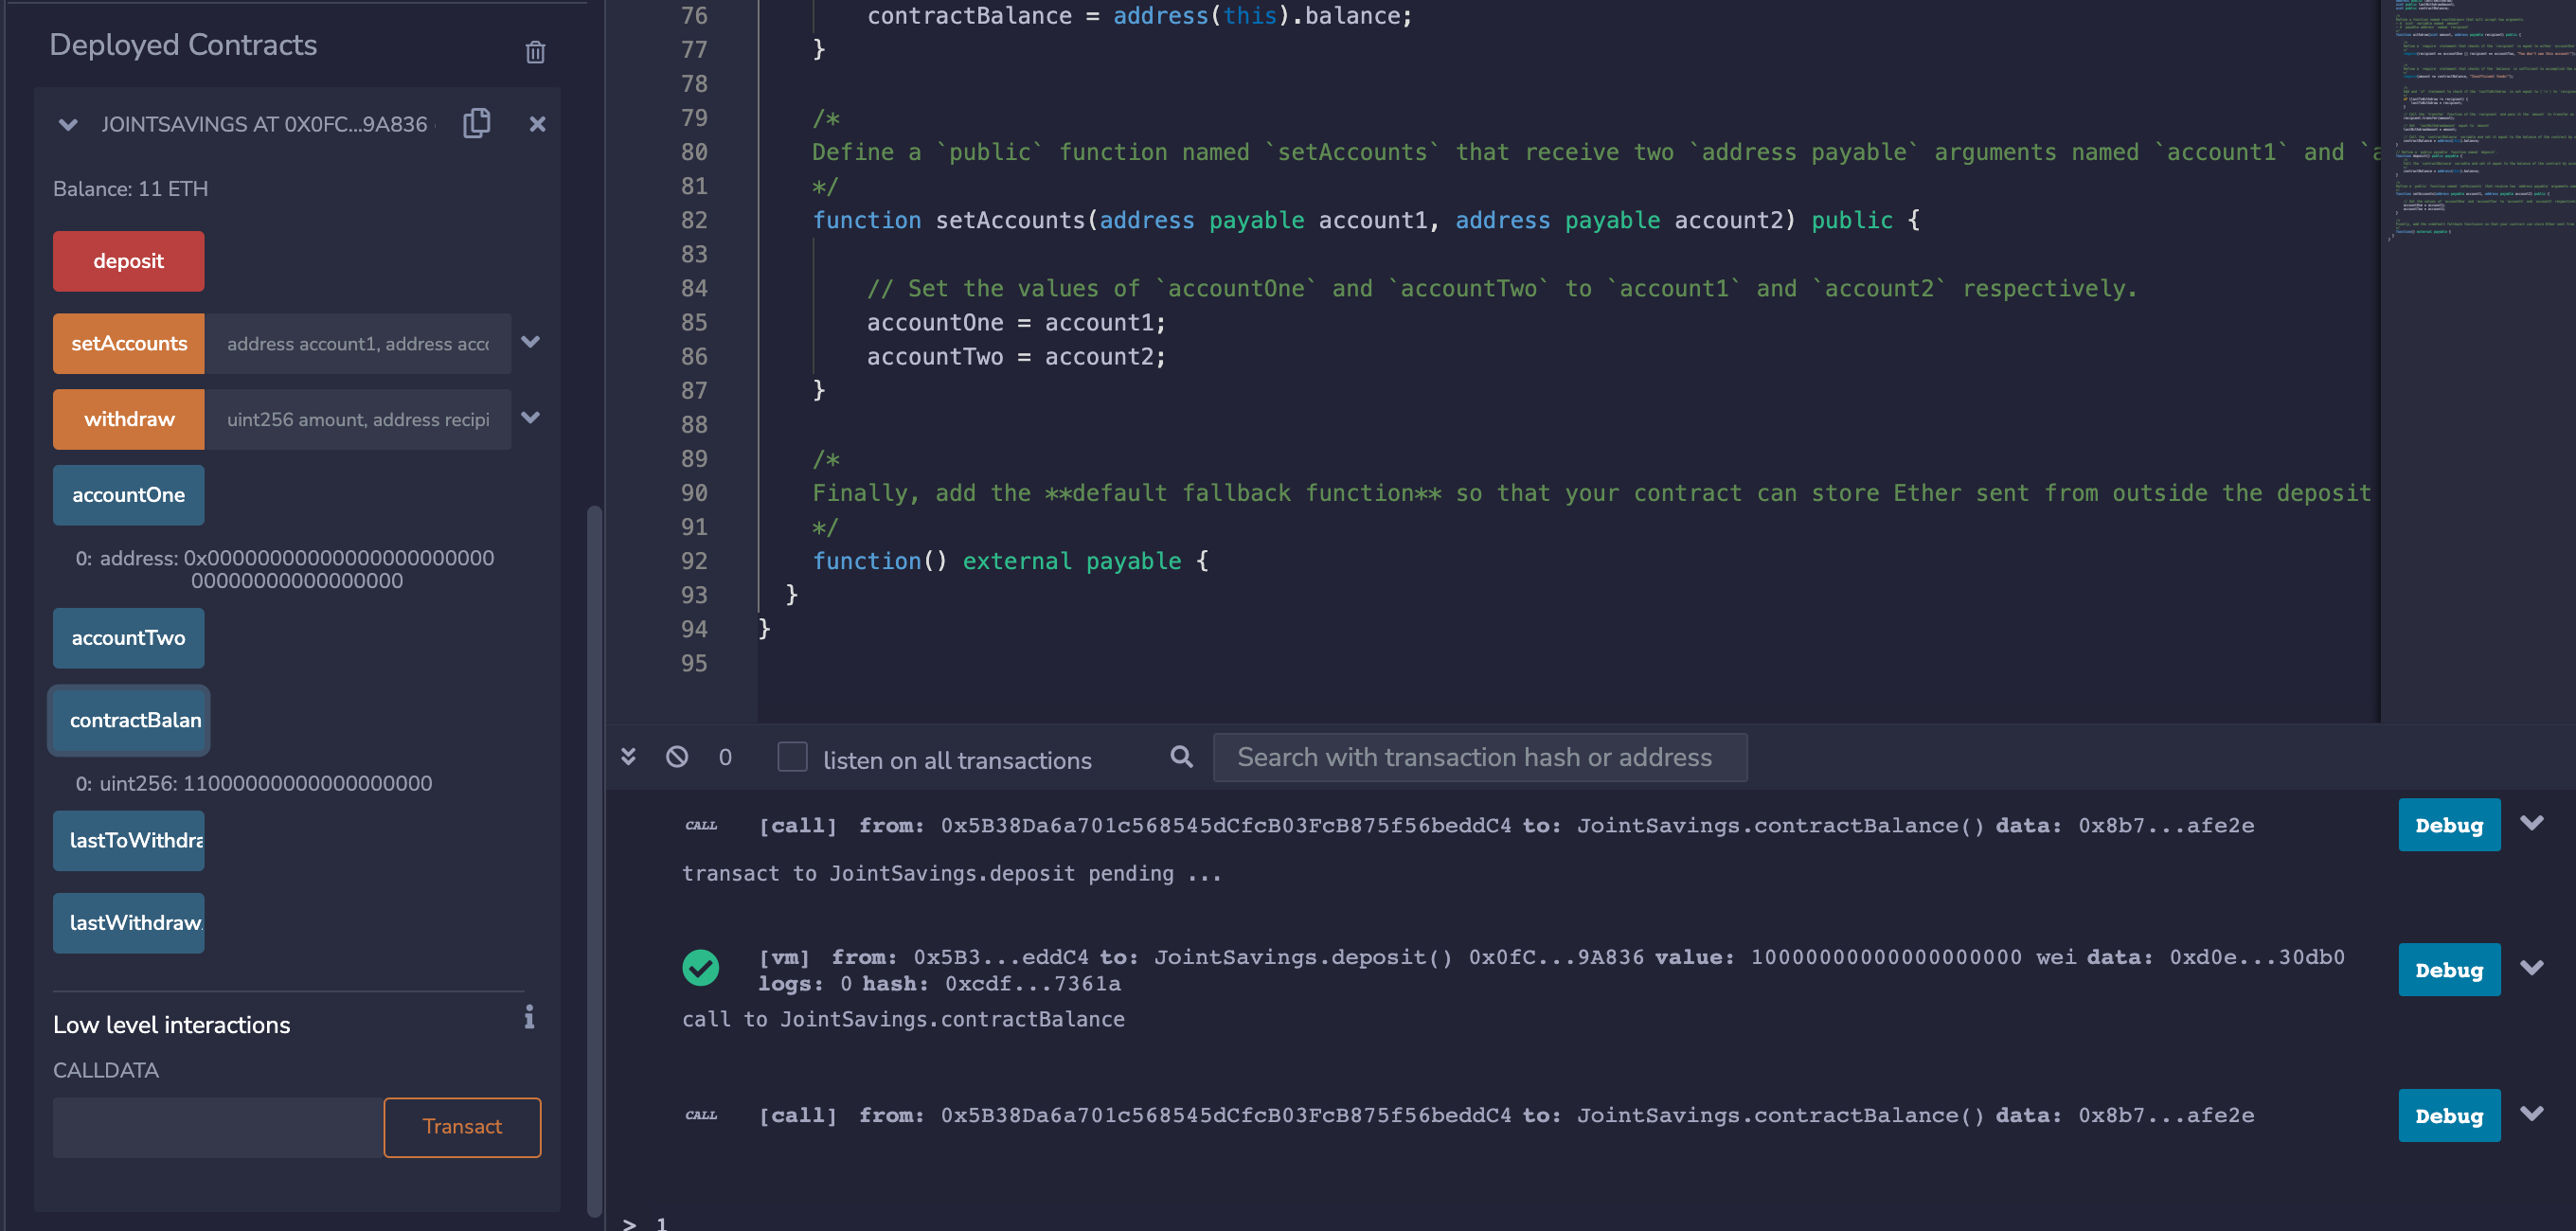 Deployed Contracts
JOINTSAVINGS AT 0X0FC...9A836
Balance: 11 ETH
deposit
setAccounts
address account1, address acco
withdraw
uint256 amount, address recipi
accountOne
0: address: 0x00000000000000000000000
00000000000000000
accountTwo
contractBalan
0: uint256: 11000000000000000000
lastToWithdra
lastWithdraw
Low level interactions
CALLDATA
Transact
76 contractBalance = address(this).balance;
77 }
78
79 /*
80 Define a `public` function named `setAccounts` that receive two `address payable` arguments named `account1` and `a
81 */
82 function setAccounts(address payable account1, address payable account2) public {
83
84 // Set the values of `accountOne` and `accountTwo` to `account1` and `account2` respectively.
85 accountOne = account1;
86 accountTwo = account2;
87 }
88
89 /*
90 Finally, add the **default fallback function** so that your contract can store Ether sent from outside the deposit
91 */
92 function() external payable {
93 }
94 }
95
0 listen on all transactions Search with transaction hash or address
CALL [call] from: 0x5B38Da6a701c568545dCfcB03FcB875f56beddC4 to: JointSavings.contractBalance() data: 0x8b7...afe2e Debug
transact to JointSavings.deposit pending ...
[vm] from: 0x5B3...eddC4 to: JointSavings.deposit() 0x0fC...9A836 value: 10000000000000000000 wei data: 0xd0e...30db0 Debug
logs: 0 hash: 0xcdf...7361a
call to JointSavings.contractBalance
CALL [call] from: 0x5B38Da6a701c568545dCfcB03FcB875f56beddC4 to: JointSavings.contractBalance() data: 0x8b7...afe2e Debug
> 1